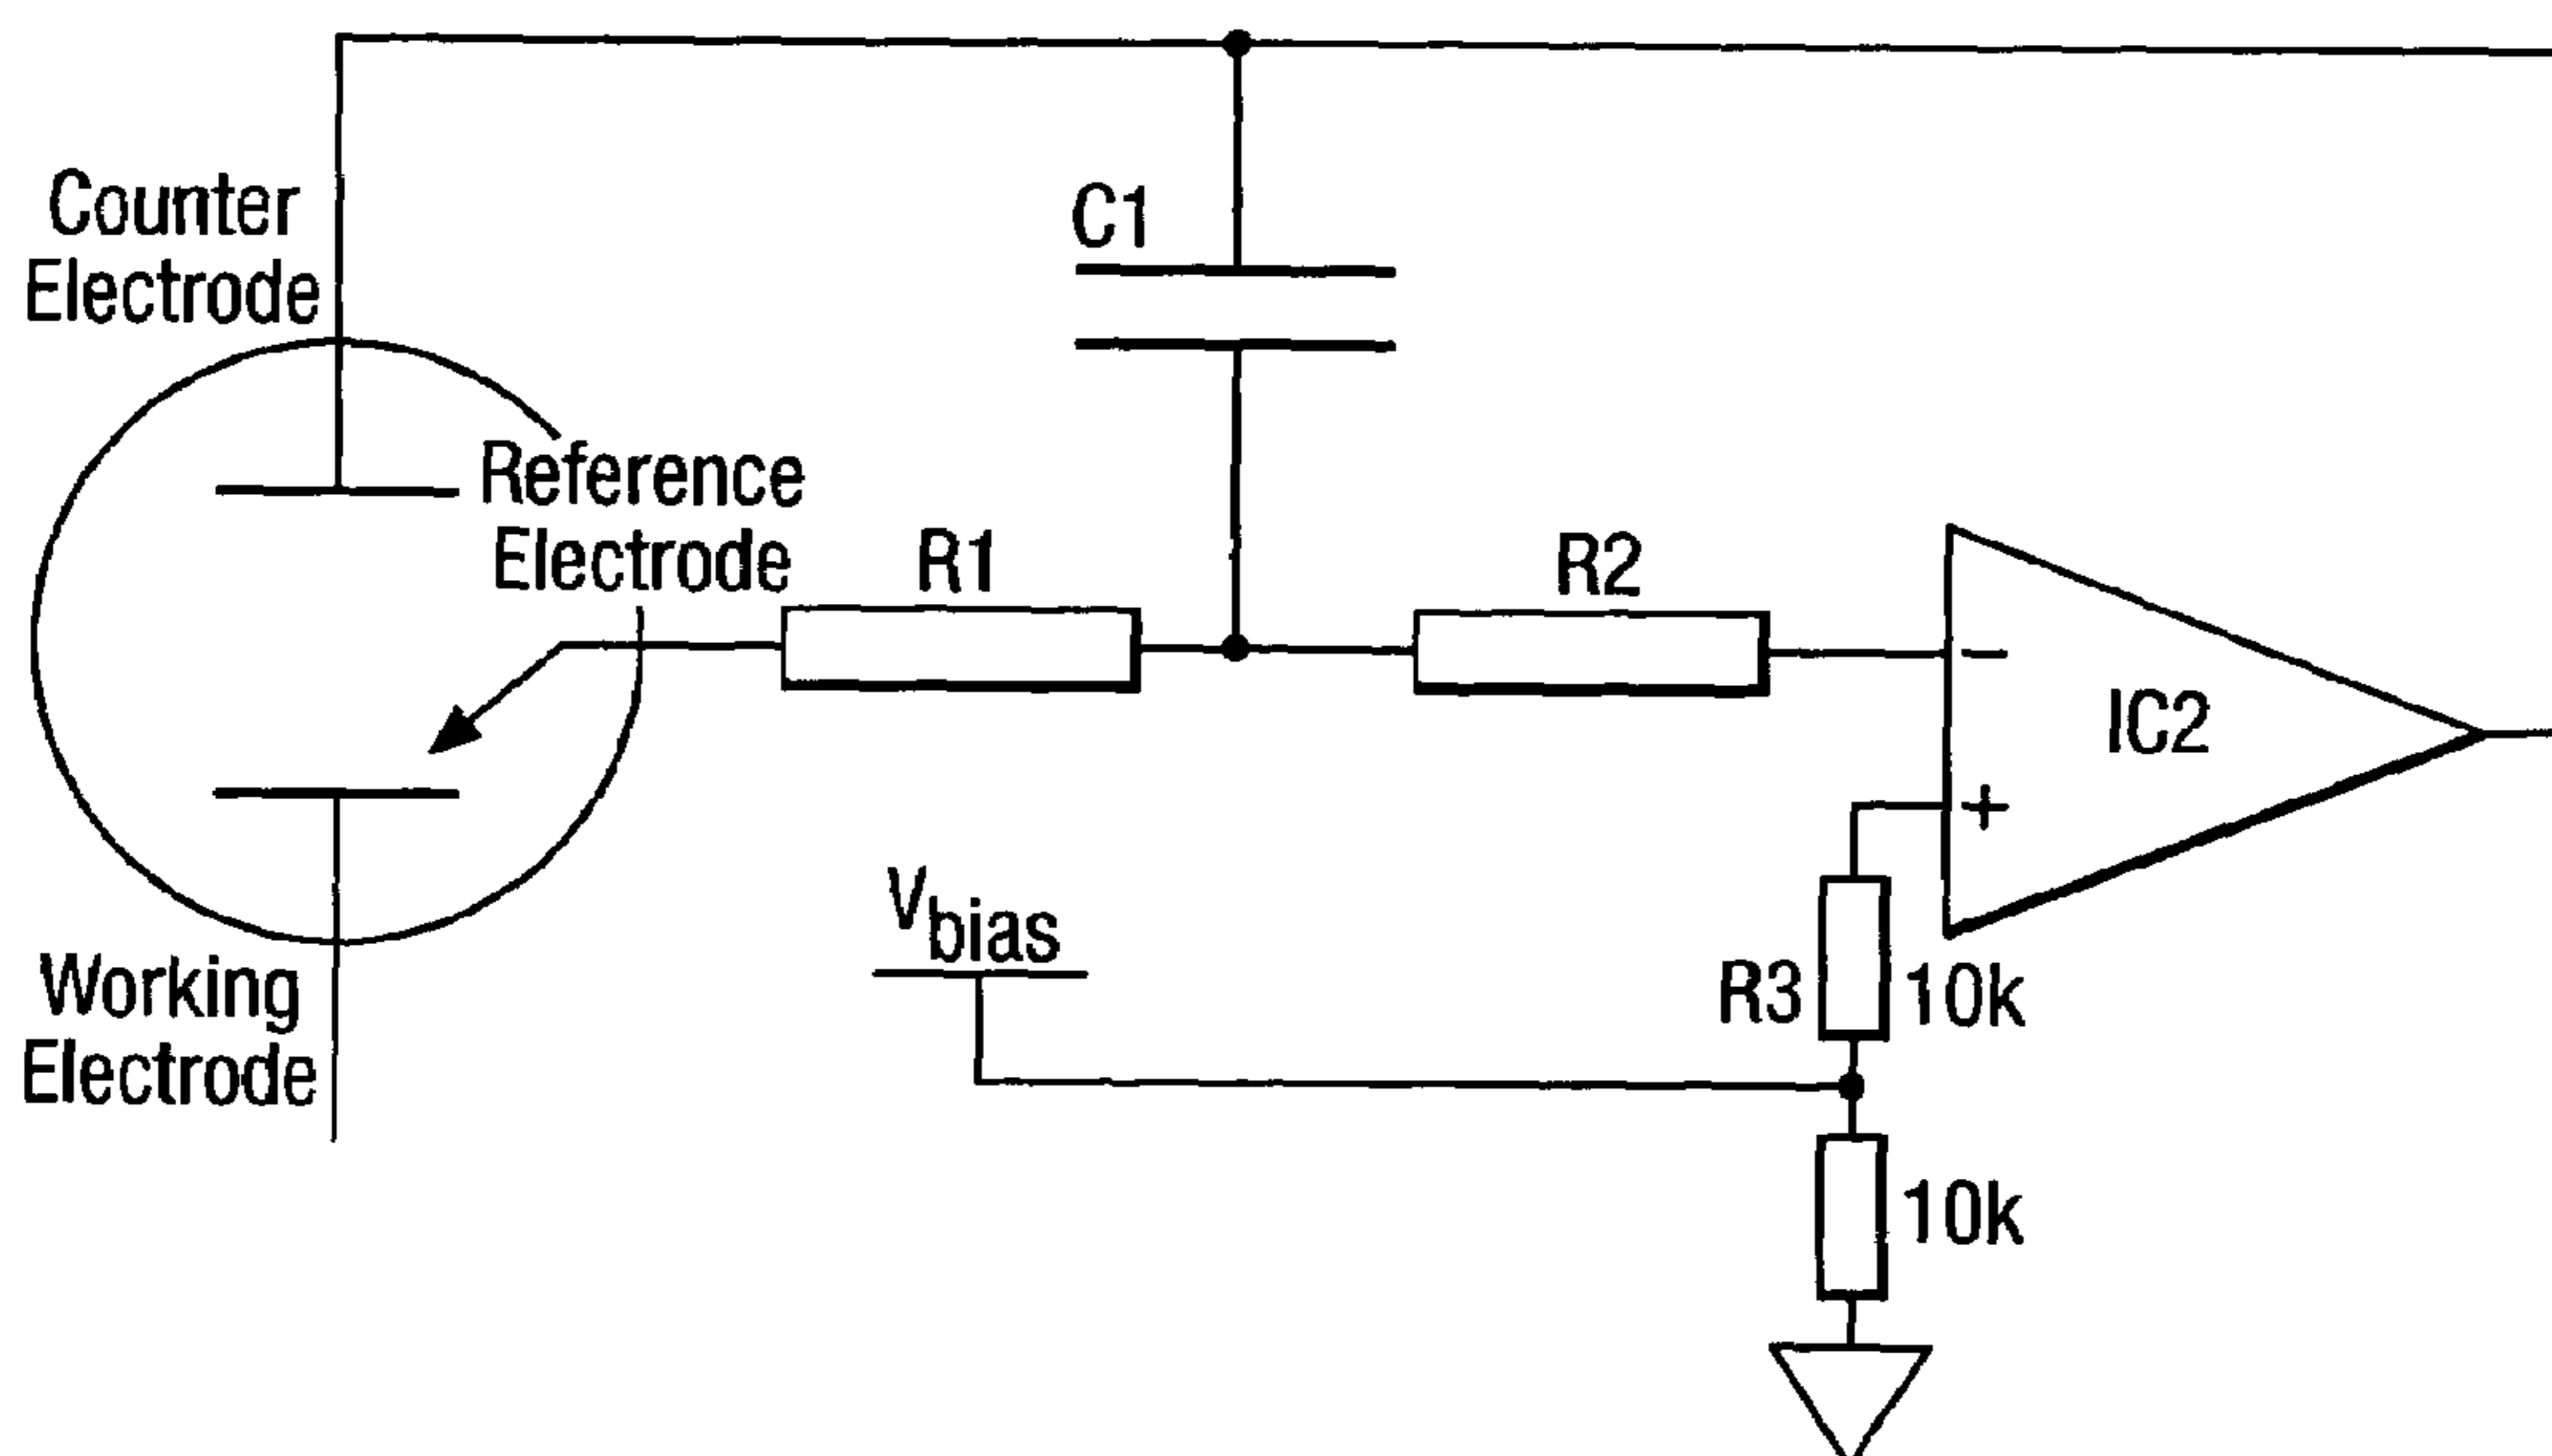 Counter
Electrode
C1
Reference
Electrode
R1
R2
−
IC2
+
Vbias
R3 10k
Working
Electrode
10k